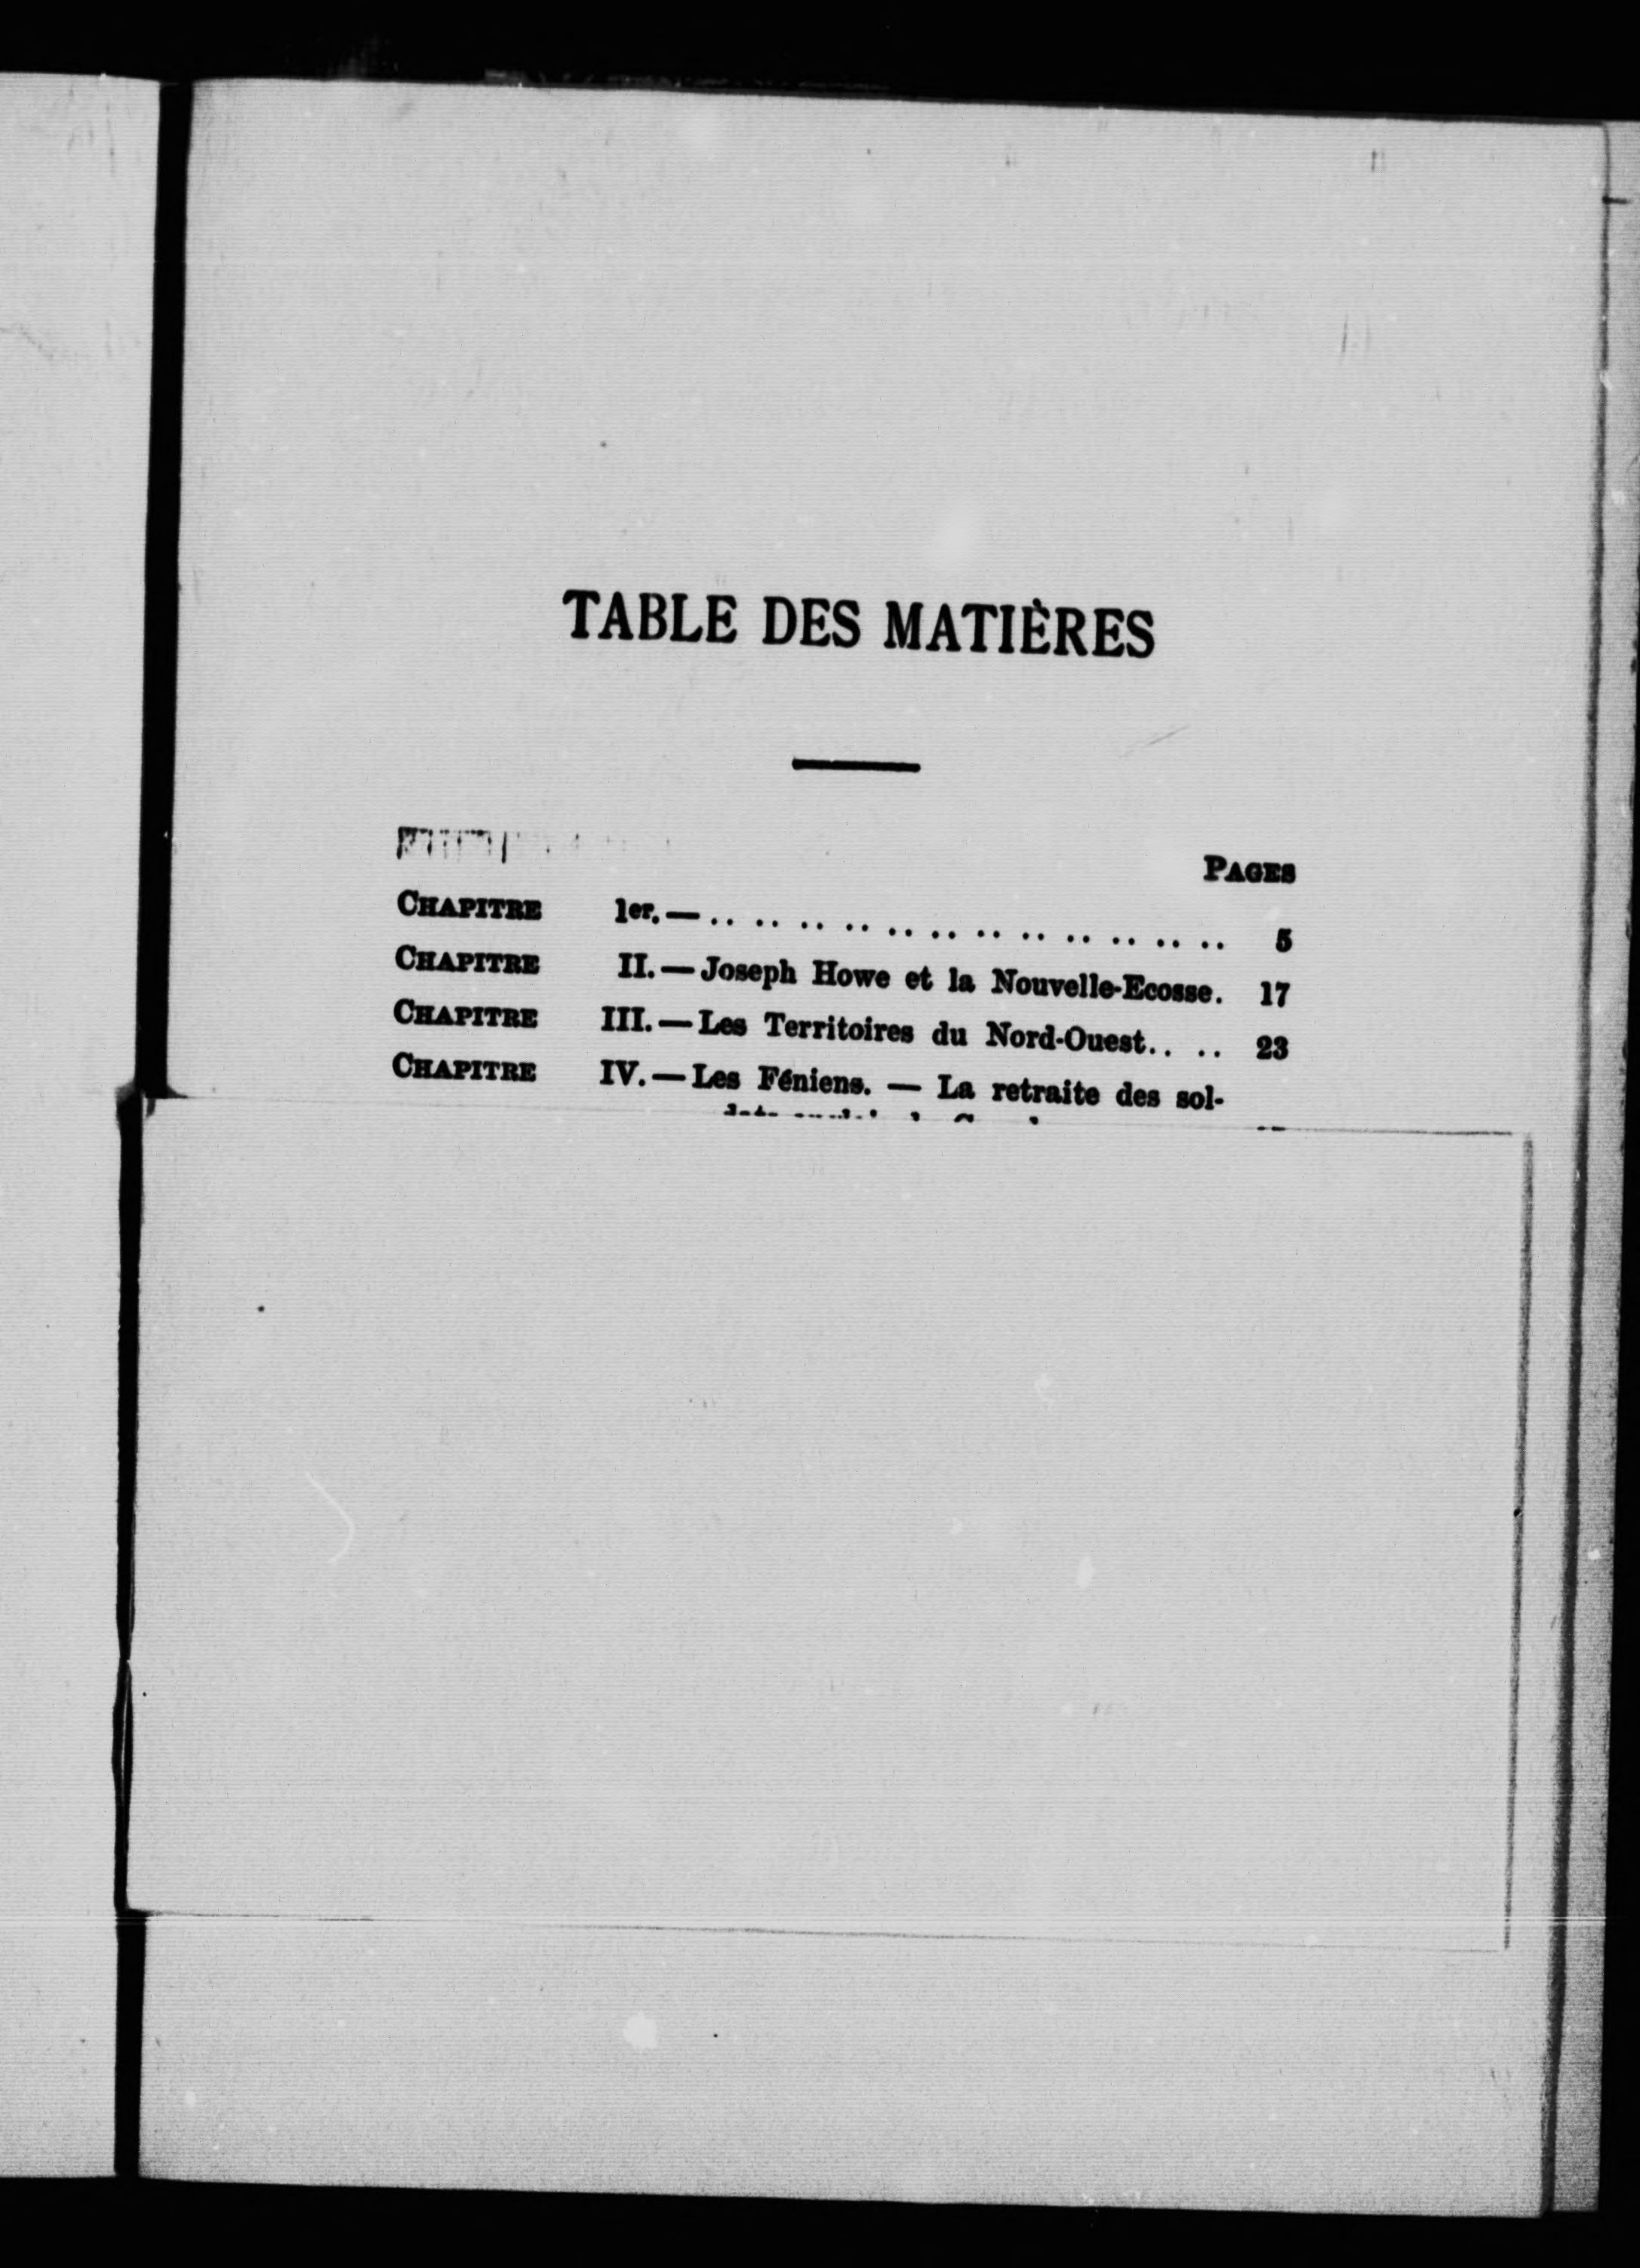 TABLE DES MATIÈRES
PAGES
CHAPITRE 1er.— .. .. .. .. .. .. .. .. .. .. .. .. 5
CHAPITRE II.—Joseph Howe et la Nouvelle-Ecosse. 17
CHAPITRE III.—Les Territoires du Nord-Ouest.. .. 23
CHAPITRE IV.—Les Féniens. — La retraite des sol-